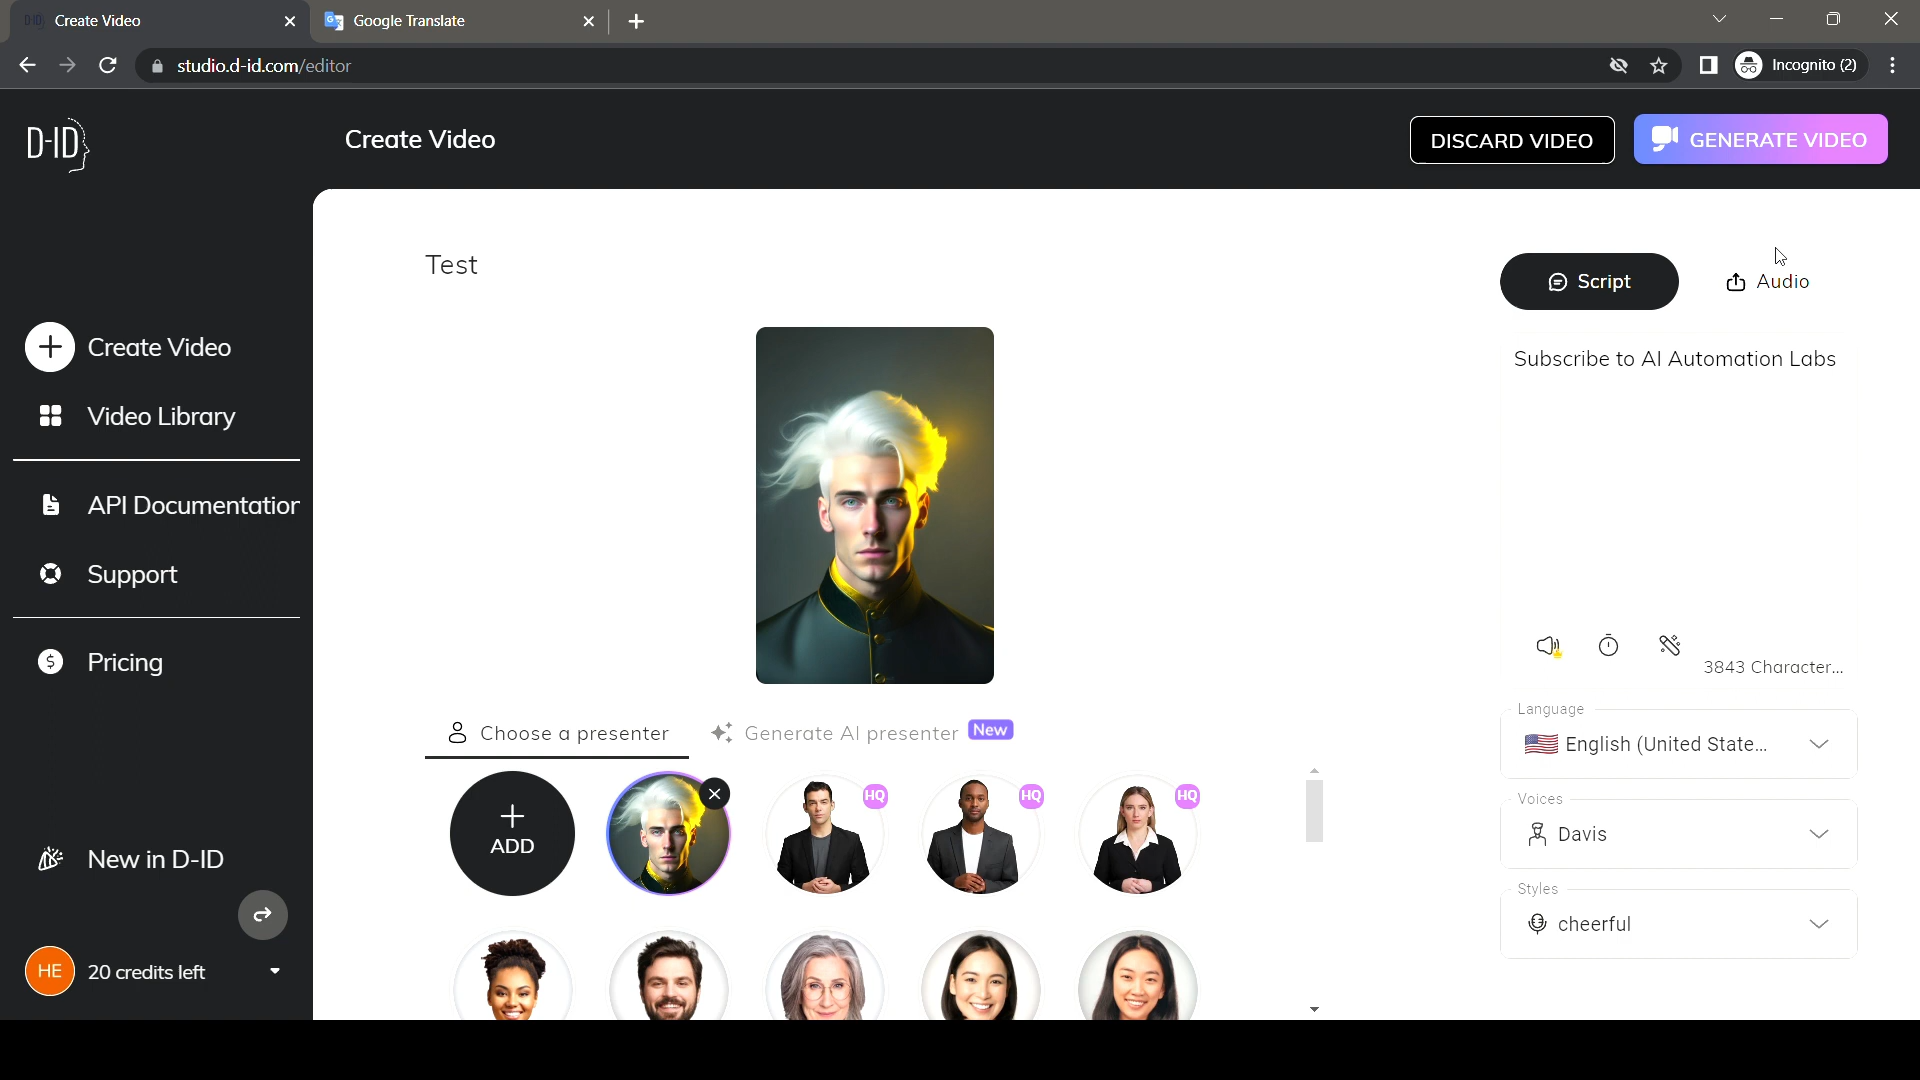 Create Video
Google Translate
studio.d-id.com/editor
Incognito (2)
D-ID
Create Video
DISCARD VIDEO
GENERATE VIDEO
Test
Script
Audio
Create Video
Subscribe to AI Automation Labs
Video Library
API Documentation
Support
3843 Character...
Pricing
Language
English (United State...
Choose a presenter
Generate AI presenter
New
Voices
Davis
ADD
HQ
HQ
HQ
Styles
cheerful
New in D-ID
HE
20 credits left